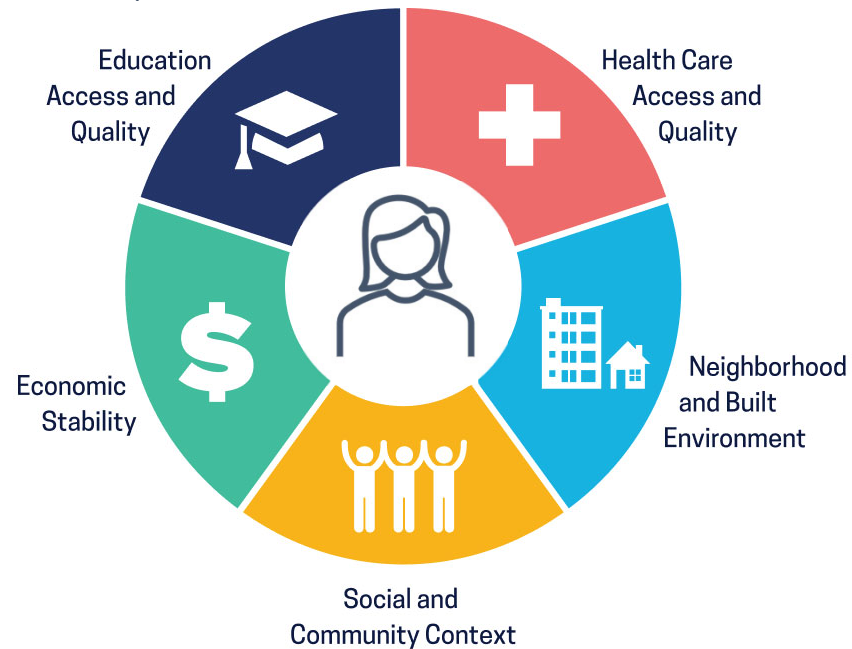 Education
Access and
Quality
Health Care
Access and
Quality
Economic
Stability
Neighborhood
and Built
Environment
Social and
Community Context